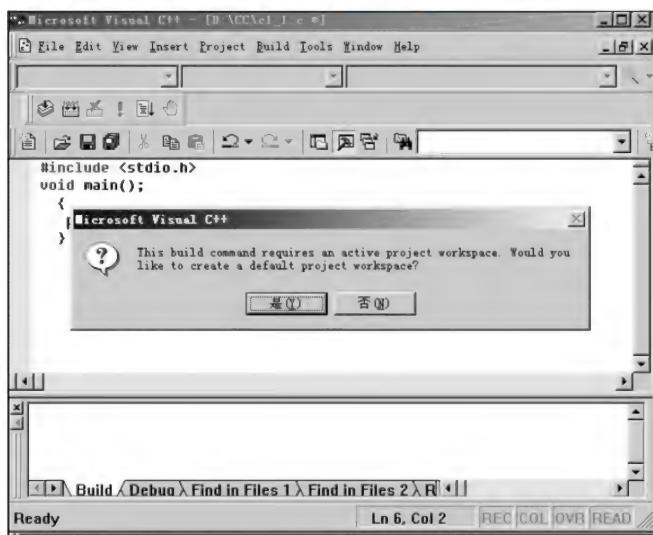 Microsoft Visual C++ - [D:\CC\c1_1.c *]
File Edit View Insert Project Build Tools Window Help
#include <stdio.h>
void main();
{
p
}
Microsoft Visual C++
This build command requires an active project workspace. Would you
like to create a default project workspace?
是(Y) 否(N)
Build Debug Find in Files 1 Find in Files 2 R
Ready Ln 6, Col 2 REC COL OVR READ